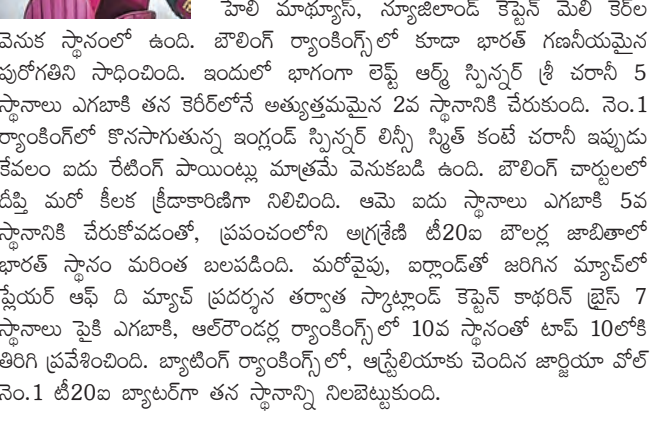 హేలీ మాథ్యూస్, న్యూజిలాండ్ కెప్టెన్ మెలీ కెర్‌ల
వెనుక స్థానంలో ఉంది. బౌలింగ్ ర్యాంకింగ్స్‌లో కూడా భారత్ గణనీయమైన
పురోగతిని సాధించింది. ఇందులో భాగంగా లెఫ్ట్ ఆర్మ్ స్పిన్నర్ శ్రీ చరాణీ 5
స్థానాలు ఎగబాకి తన కెరీర్‌లోనే అత్యుత్తమమైన 2వ స్థానానికి చేరుకుంది. నెం.1
ర్యాంకింగ్‌లో కొనసాగుతున్న ఇంగ్లండ్ స్పిన్నర్ లిన్సీ స్మిత్ కంటే చరాణీ ఇప్పుడు
కేవలం ఐదు రేటింగ్ పాయింట్లు మాత్రమే వెనుకబడి ఉంది. బౌలింగ్ చార్టులలో
దీప్తి మరో కీలక క్రీడాకారిణిగా నిలిచింది. ఆమె ఐదు స్థానాలు ఎగబాకి 5వ
స్థానానికి చేరుకోవడంతో, ప్రపంచంలోని అగ్రశ్రేణి టీ20ఐ బౌలర్ల జాబితాలో
భారత్ స్థానం మరింత బలపడింది. మరోవైపు, ఐర్లాండ్‌తో జరిగిన మ్యాచ్‌లో
ప్లేయర్ ఆఫ్ ది మ్యాచ్ ప్రదర్శన తర్వాత స్కాట్లాండ్ కెప్టెన్ కాథరిన్ బ్రైస్ 7
స్థానాలు పైకి ఎగబాకి, ఆల్‌రౌండర్ల ర్యాంకింగ్స్‌లో 10వ స్థానంతో టాప్ 10లోకి
తిరిగి ప్రవేశించింది. బ్యాటింగ్ ర్యాంకింగ్స్‌లో, ఆస్ట్రేలియాకు చెందిన జార్జియా వోల్
నెం.1 టీ20ఐ బ్యాటర్‌గా తన స్థానాన్ని నిలబెట్టుకుంది.